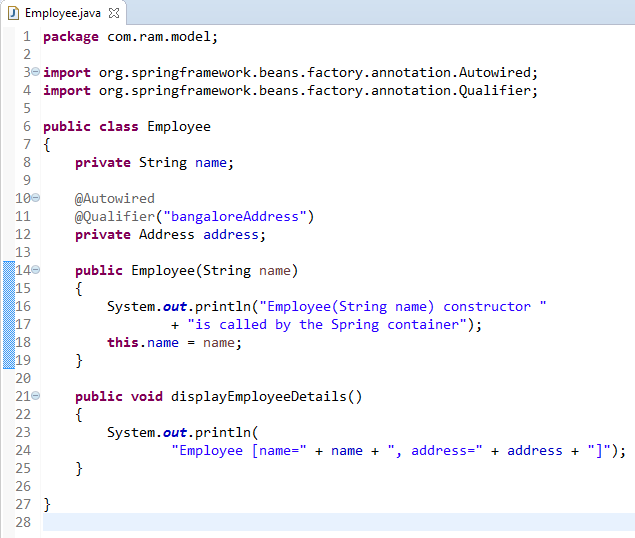 Employee.java
1 package com.ram.model;
2
3 import org.springframework.beans.factory.annotation.Autowired;
4 import org.springframework.beans.factory.annotation.Qualifier;
5
6 public class Employee
7 {
8     private String name;
9
10     @Autowired
11     @Qualifier("bangaloreAddress")
12     private Address address;
13
14     public Employee(String name)
15     {
16         System.out.println("Employee(String name) constructor "
17                 + "is called by the Spring container");
18         this.name = name;
19     }
20
21     public void displayEmployeeDetails()
22     {
23         System.out.println(
24                 "Employee [name=" + name + ", address=" + address + "]");
25     }
26
27 }
28